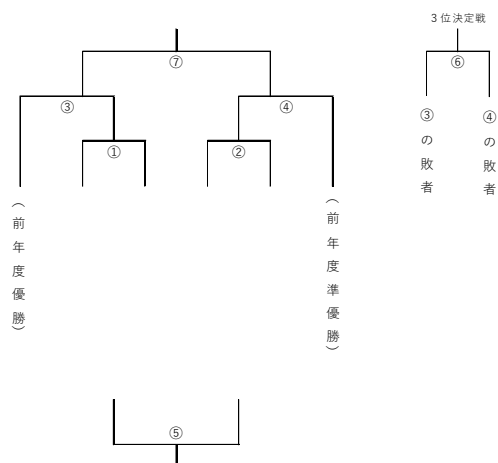 3位決定戦
⑦
⑥
③
④
①
②
③の敗者
④の敗者
（前年度優勝）
（前年度準優勝）
⑤